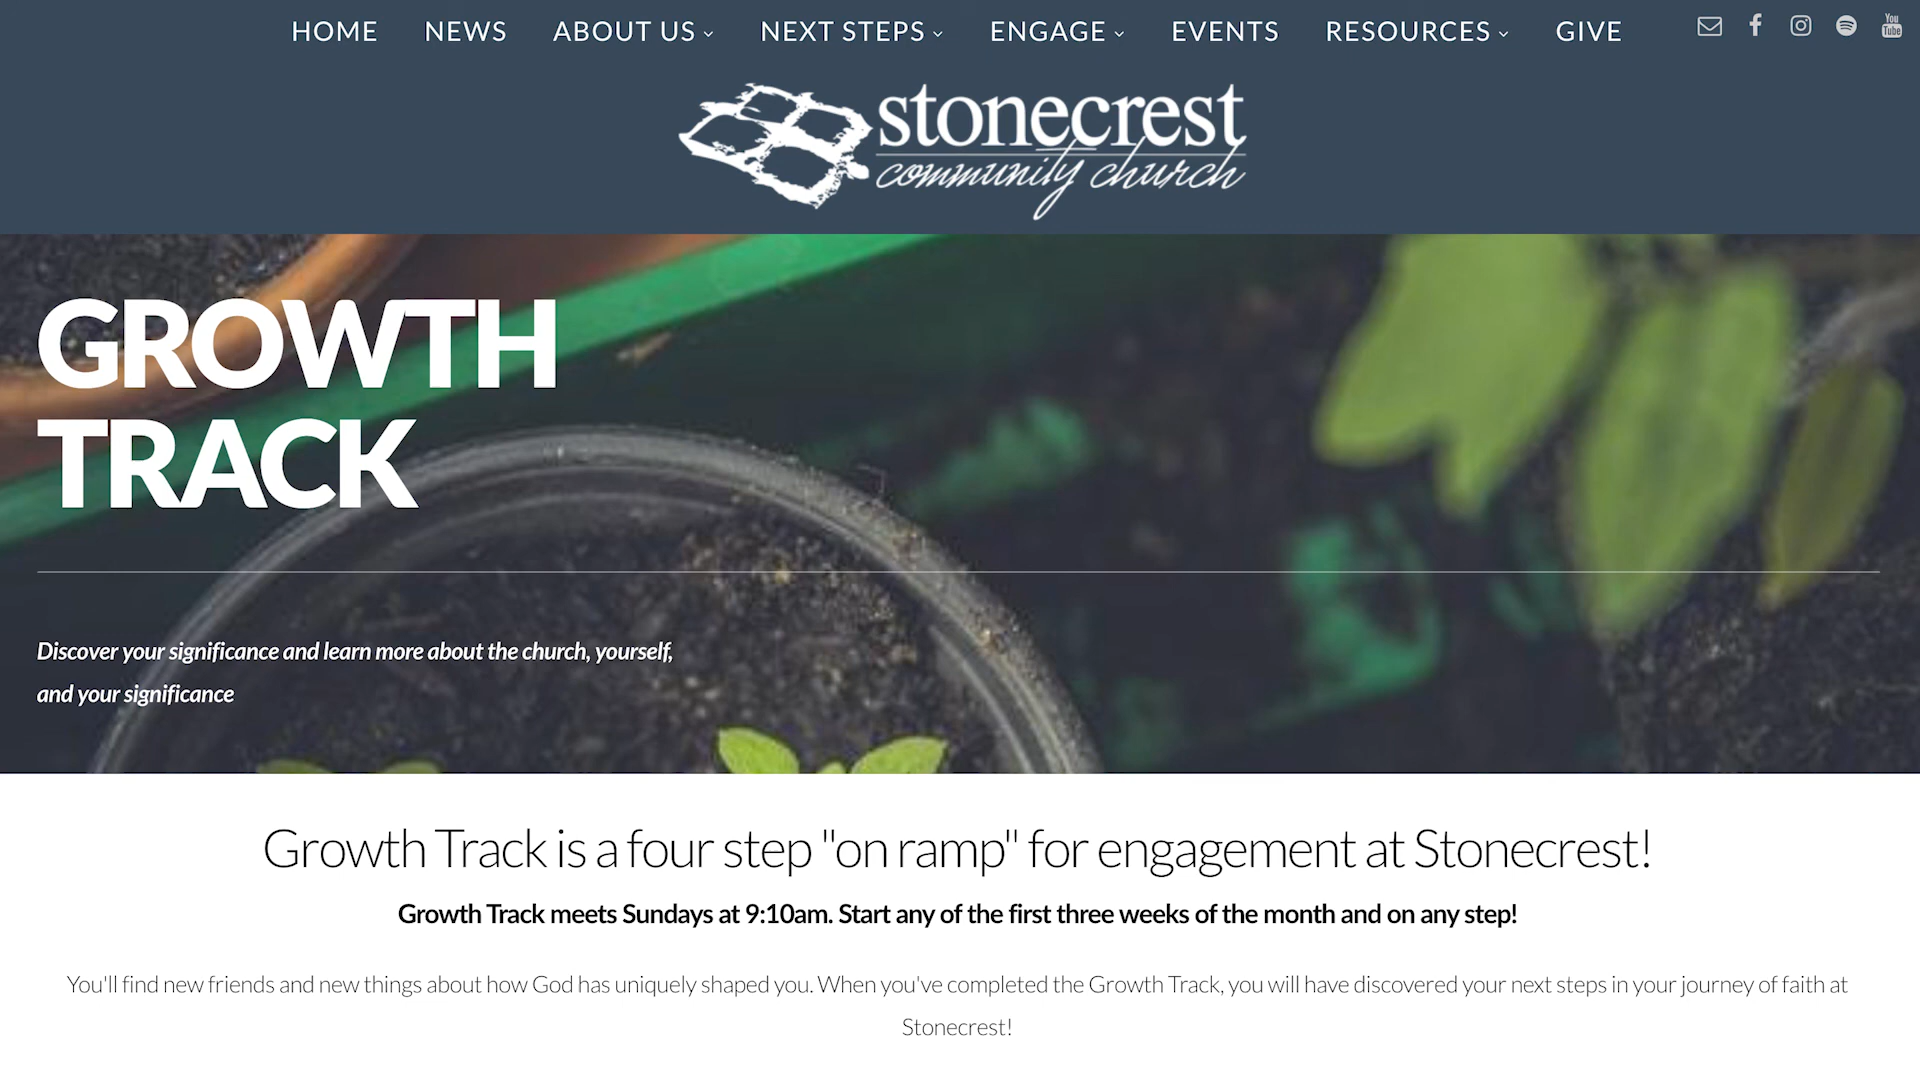 HOME NEWS ABOUT US NEXT STEPS ENGAGE EVENTS RESOURCES GIVE
You Tube
stonecrest
community church
GROWTH
TRACK
Discover your significance and learn more about the church, yourself,
and your significance
Growth Track is a four step "on ramp" for engagement at Stonecrest!
Growth Track meets Sundays at 9:10am. Start any of the first three weeks of the month and on any step!
You'll find new friends and new things about how God has uniquely shaped you. When you've completed the Growth Track, you will have discovered your next steps in your journey of faith at
Stonecrest!